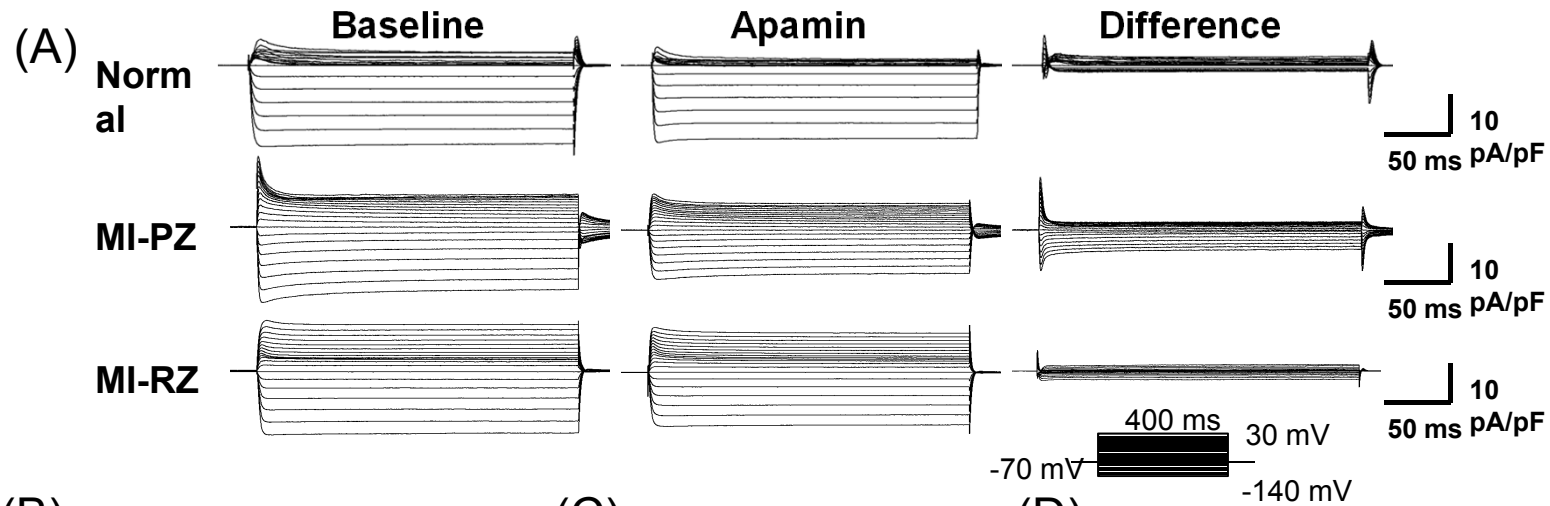 (A)
Baseline
Apamin
Difference
Norm
al
10
50 ms pA/pF
MI-PZ
10
50 ms pA/pF
MI-RZ
10
50 ms pA/pF
400 ms
30 mV
-70 mV
-140 mV